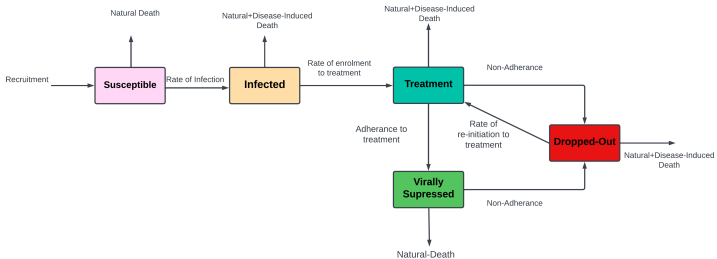 Natural Death
Natural+Disease-Induced
Death
Natural+Disease-Induced
Death
Recruitment
Susceptible
Rate of Infection
Infected
Rate of enrolment
to treatment
Treatment
Non-Adherance
Adherance to
treatment
Rate of
re-initiation to
treatment
Dropped-Out
Natural+Disease-Induced
Death
Virally
Supressed
Non-Adherance
Natural-Death